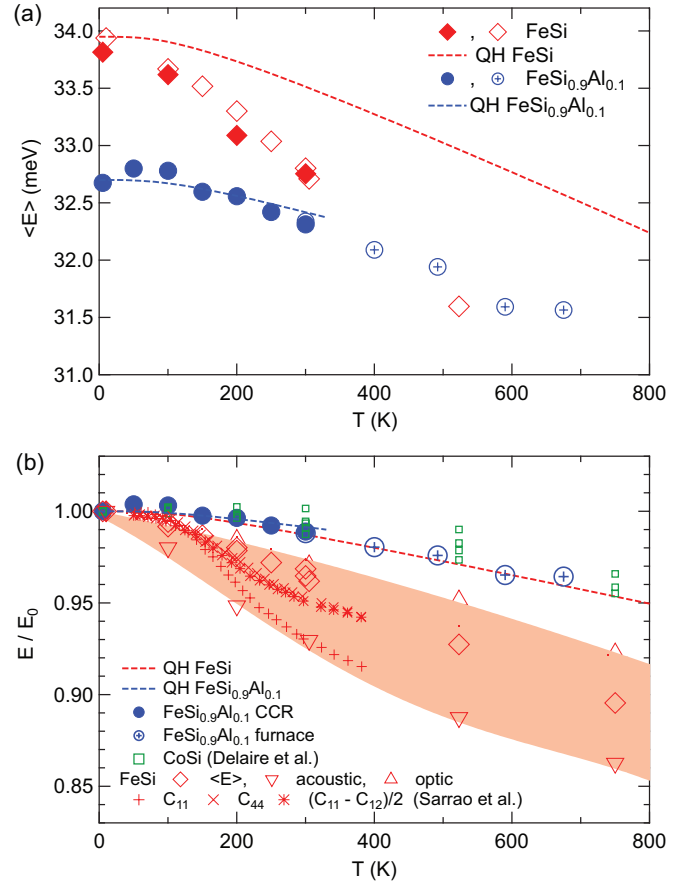 (a)
34.0
33.5
33.0
32.5
32.0
31.5
31.0
<E> (meV)
, FeSi
QH FeSi
, FeSi0.9Al0.1
QH FeSi0.9Al0.1
0 200 400 600 800
T (K)
(b)
1.00
0.95
0.90
0.85
E / E0
QH FeSi
QH FeSi0.9Al0.1
FeSi0.9Al0.1 CCR
FeSi0.9Al0.1 furnace
CoSi (Delaire et al.)
FeSi <E>, acoustic, optic
C11 C44 (C11 - C12)/2 (Sarrao et al.)
0 200 400 600 800
T (K)